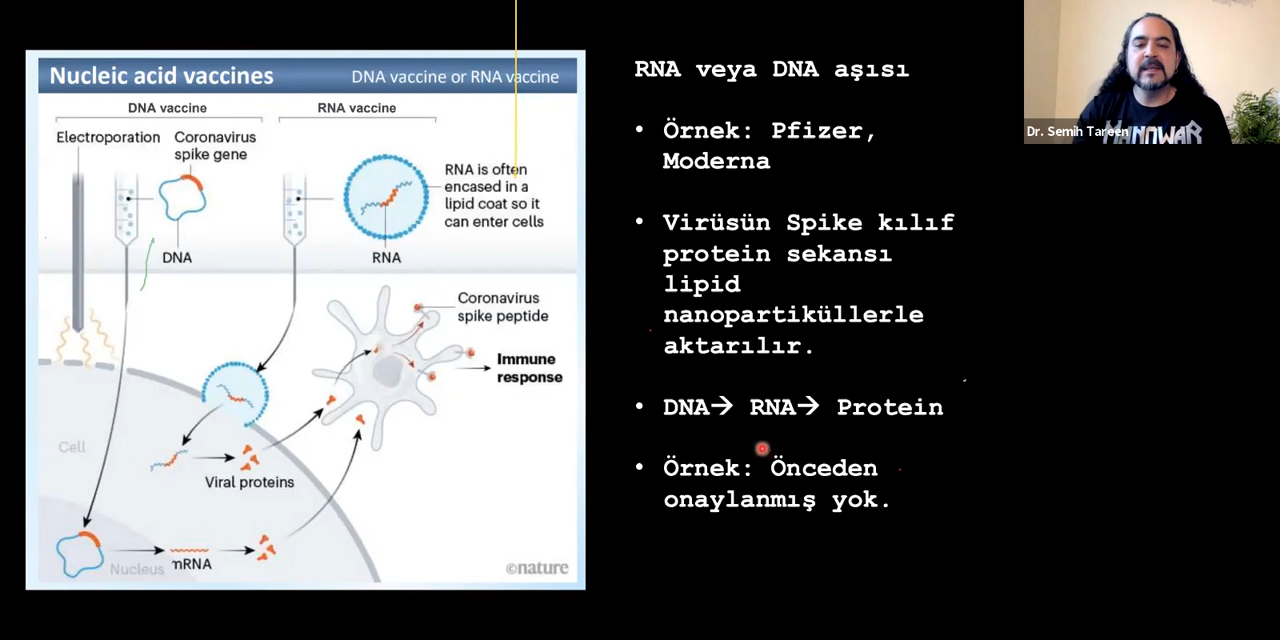 Nucleic acid vaccines
DNA vaccine or RNA vaccine
DNA vaccine
RNA vaccine
Electroporation
Coronavirus
spike gene
DNA
RNA is often
encased in a
lipid coat so it
can enter cells
RNA
Coronavirus
spike peptide
Immune
response
Cell
Viral proteins
Nucleus
mRNA
©nature
RNA veya DNA aşısı
• Örnek: Pfizer,
Moderna
• Virüsün Spike kılıf
protein sekansı
lipid
nanopartiküllerle
aktarılır.
• DNA→ RNA→ Protein
• Örnek: Önceden
onaylanmış yok.
Dr. Semih Tareen
MANOWAR